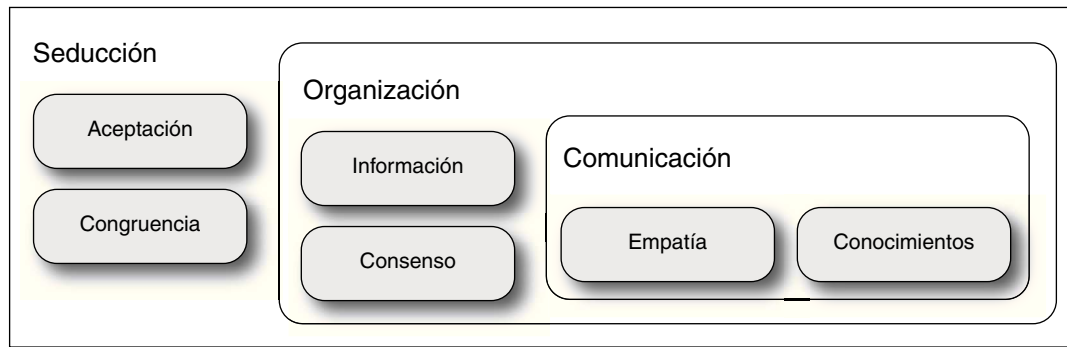 Seducción
Aceptación
Congruencia
Organización
Información
Consenso
Comunicación
Empatía
Conocimientos